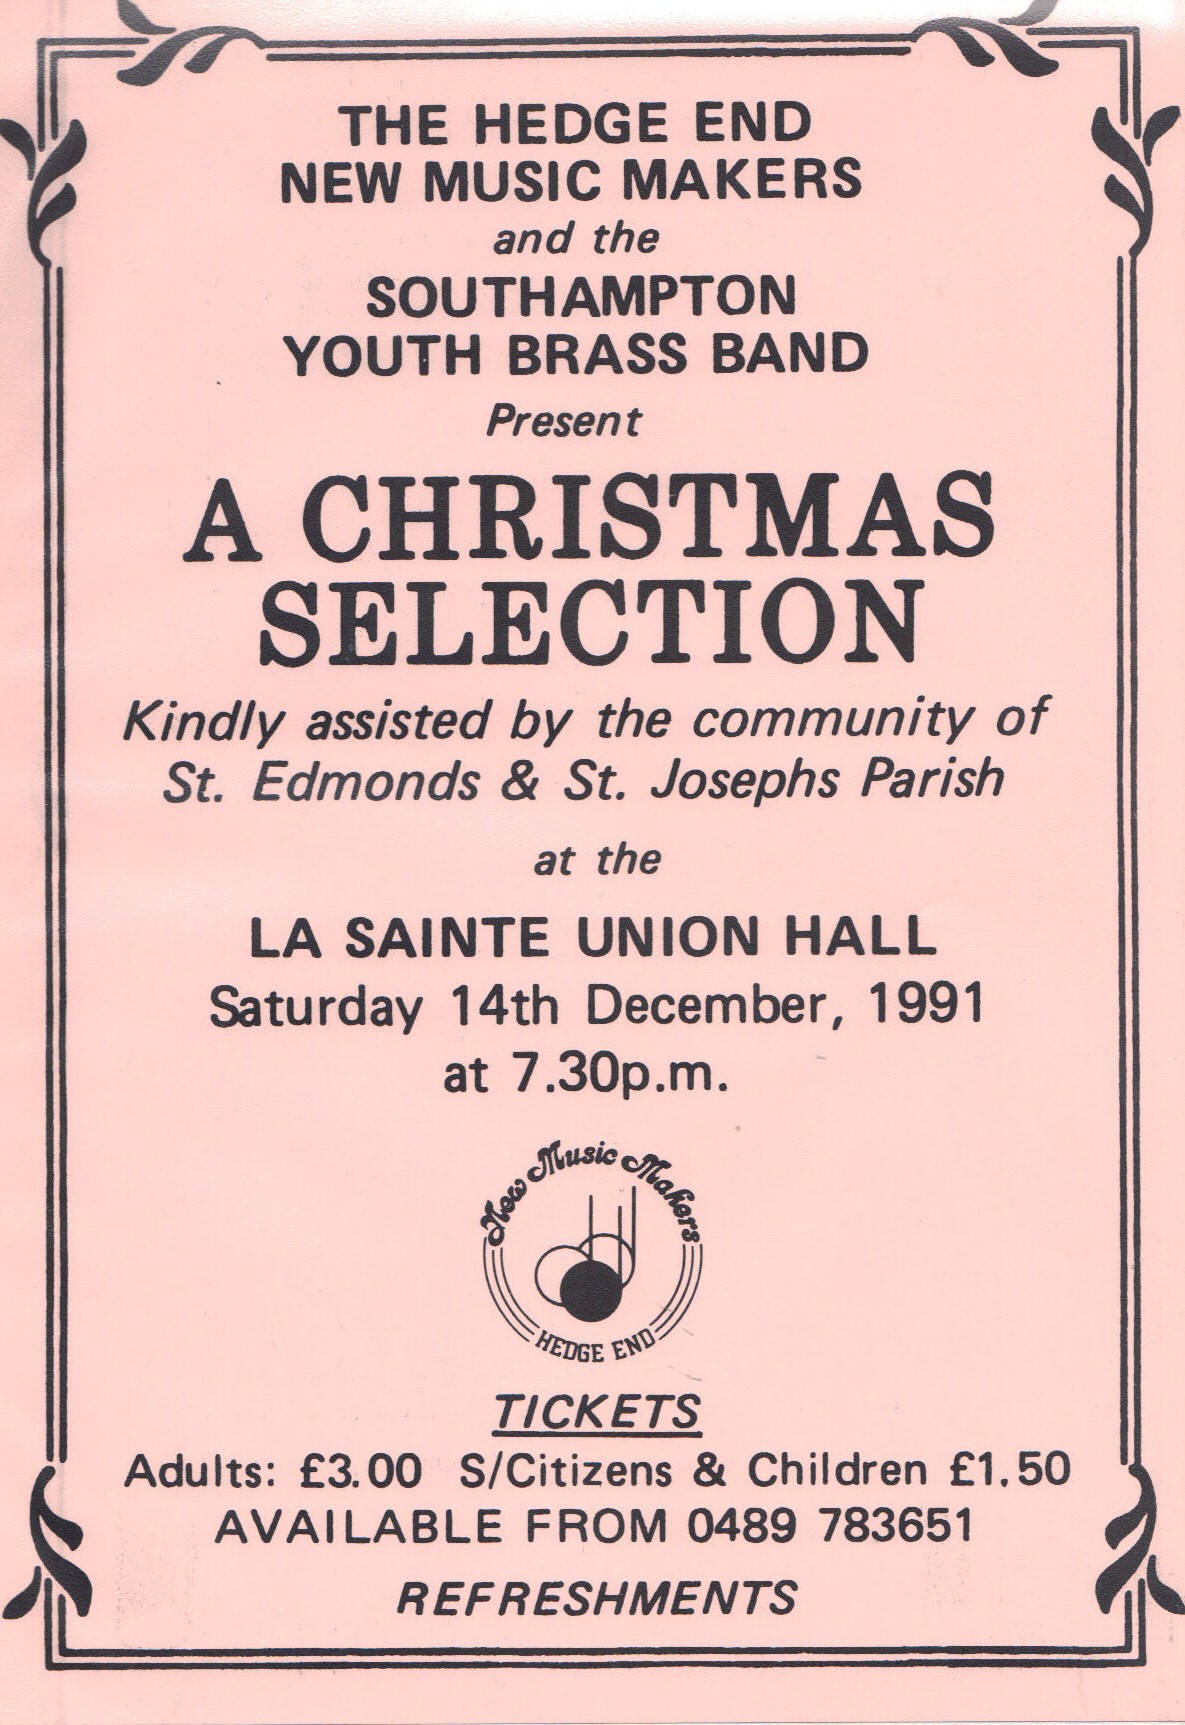 THE HEDGE END
NEW MUSIC MAKERS
and the
SOUTHAMPTON
YOUTH BRASS BAND
Present
A CHRISTMAS
SELECTION
Kindly assisted by the community of
St. Edmonds & St. Josephs Parish
at the
LA SAINTE UNION HALL
Saturday 14th December, 1991
at 7.30p.m.
New Music Makers
HEDGE END
TICKETS
Adults: £3.00 S/Citizens & Children £1.50
AVAILABLE FROM 0489 783651
REFRESHMENTS